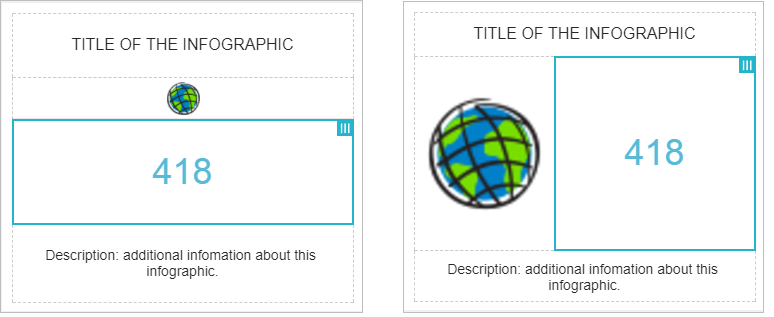 TITLE OF THE INFOGRAPHIC
418
Description: additional infomation about this
infographic.
TITLE OF THE INFOGRAPHIC
418
Description: additional infomation about this
infographic.